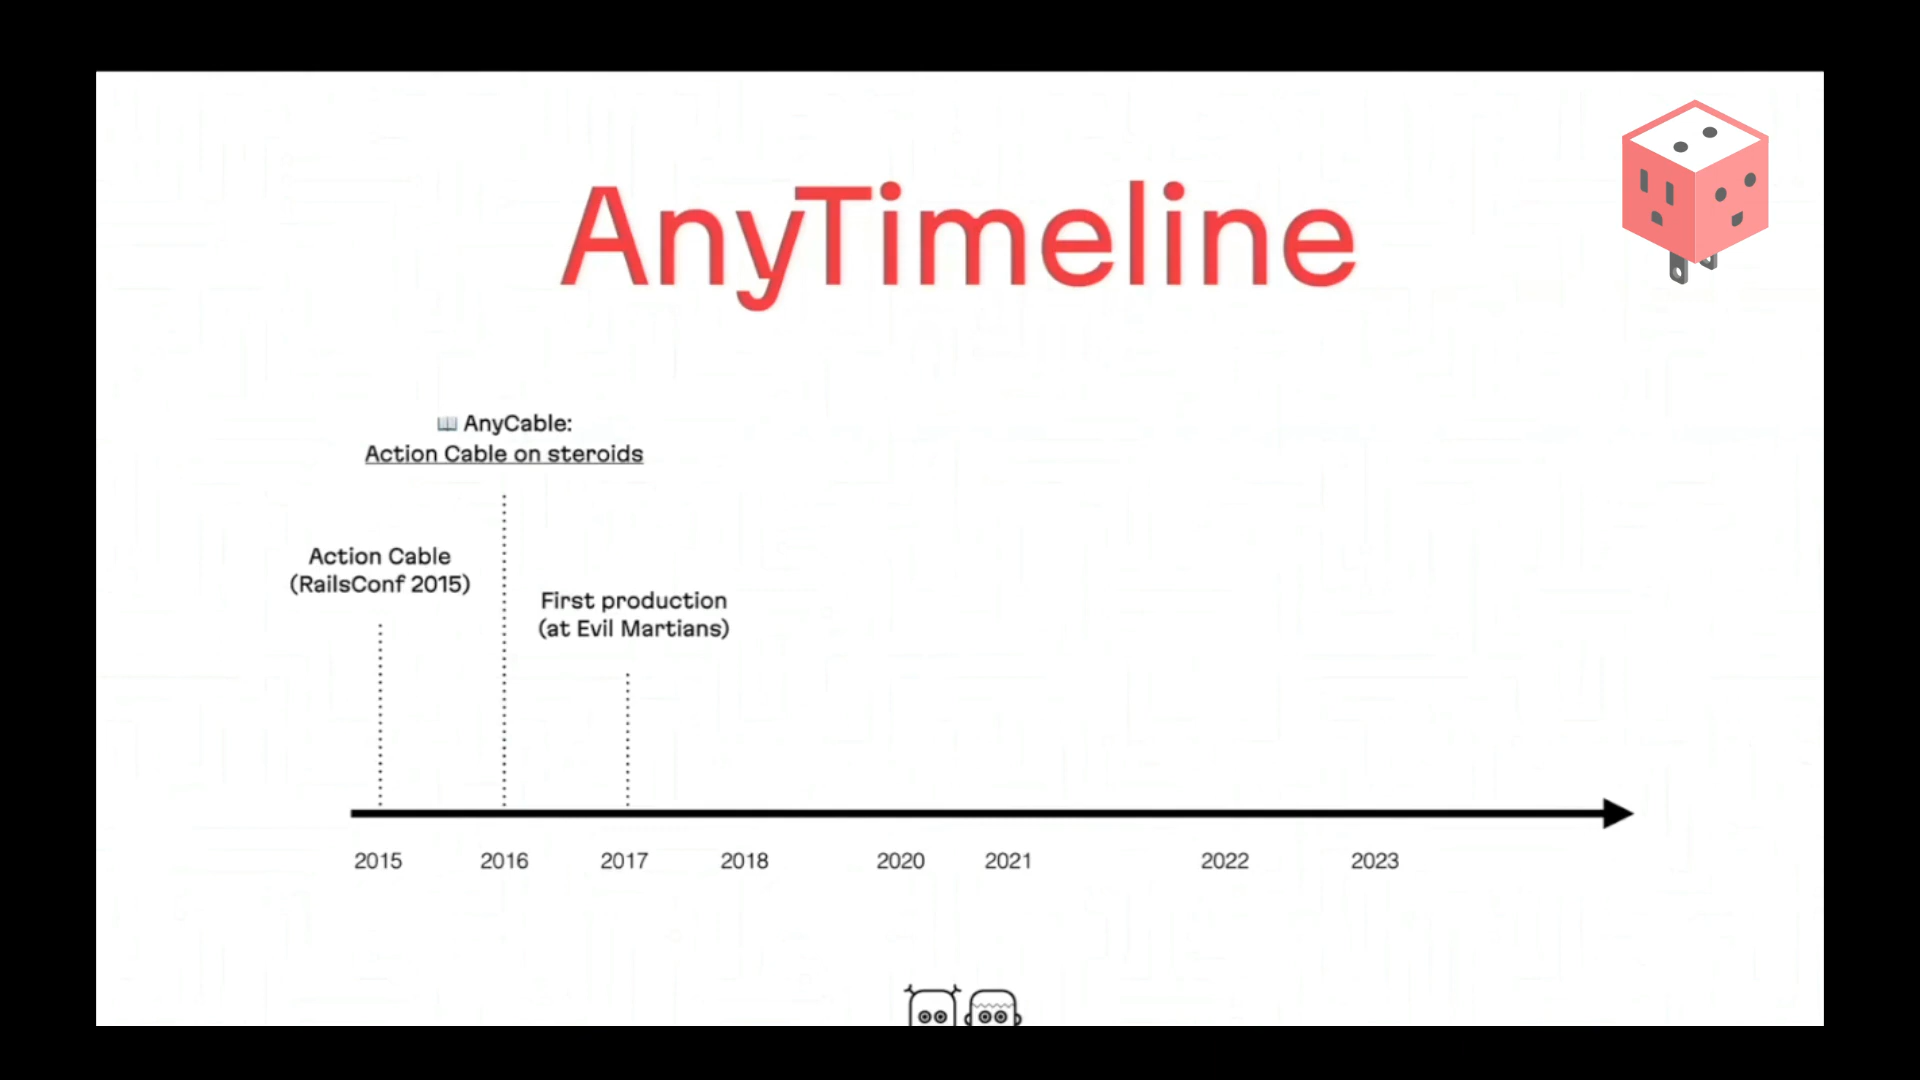 AnyTimeline
📖 AnyCable:
Action Cable on steroids
Action Cable
(RailsConf 2015)
First production
(at Evil Martians)
2015 2016 2017 2018 2020 2021 2022 2023